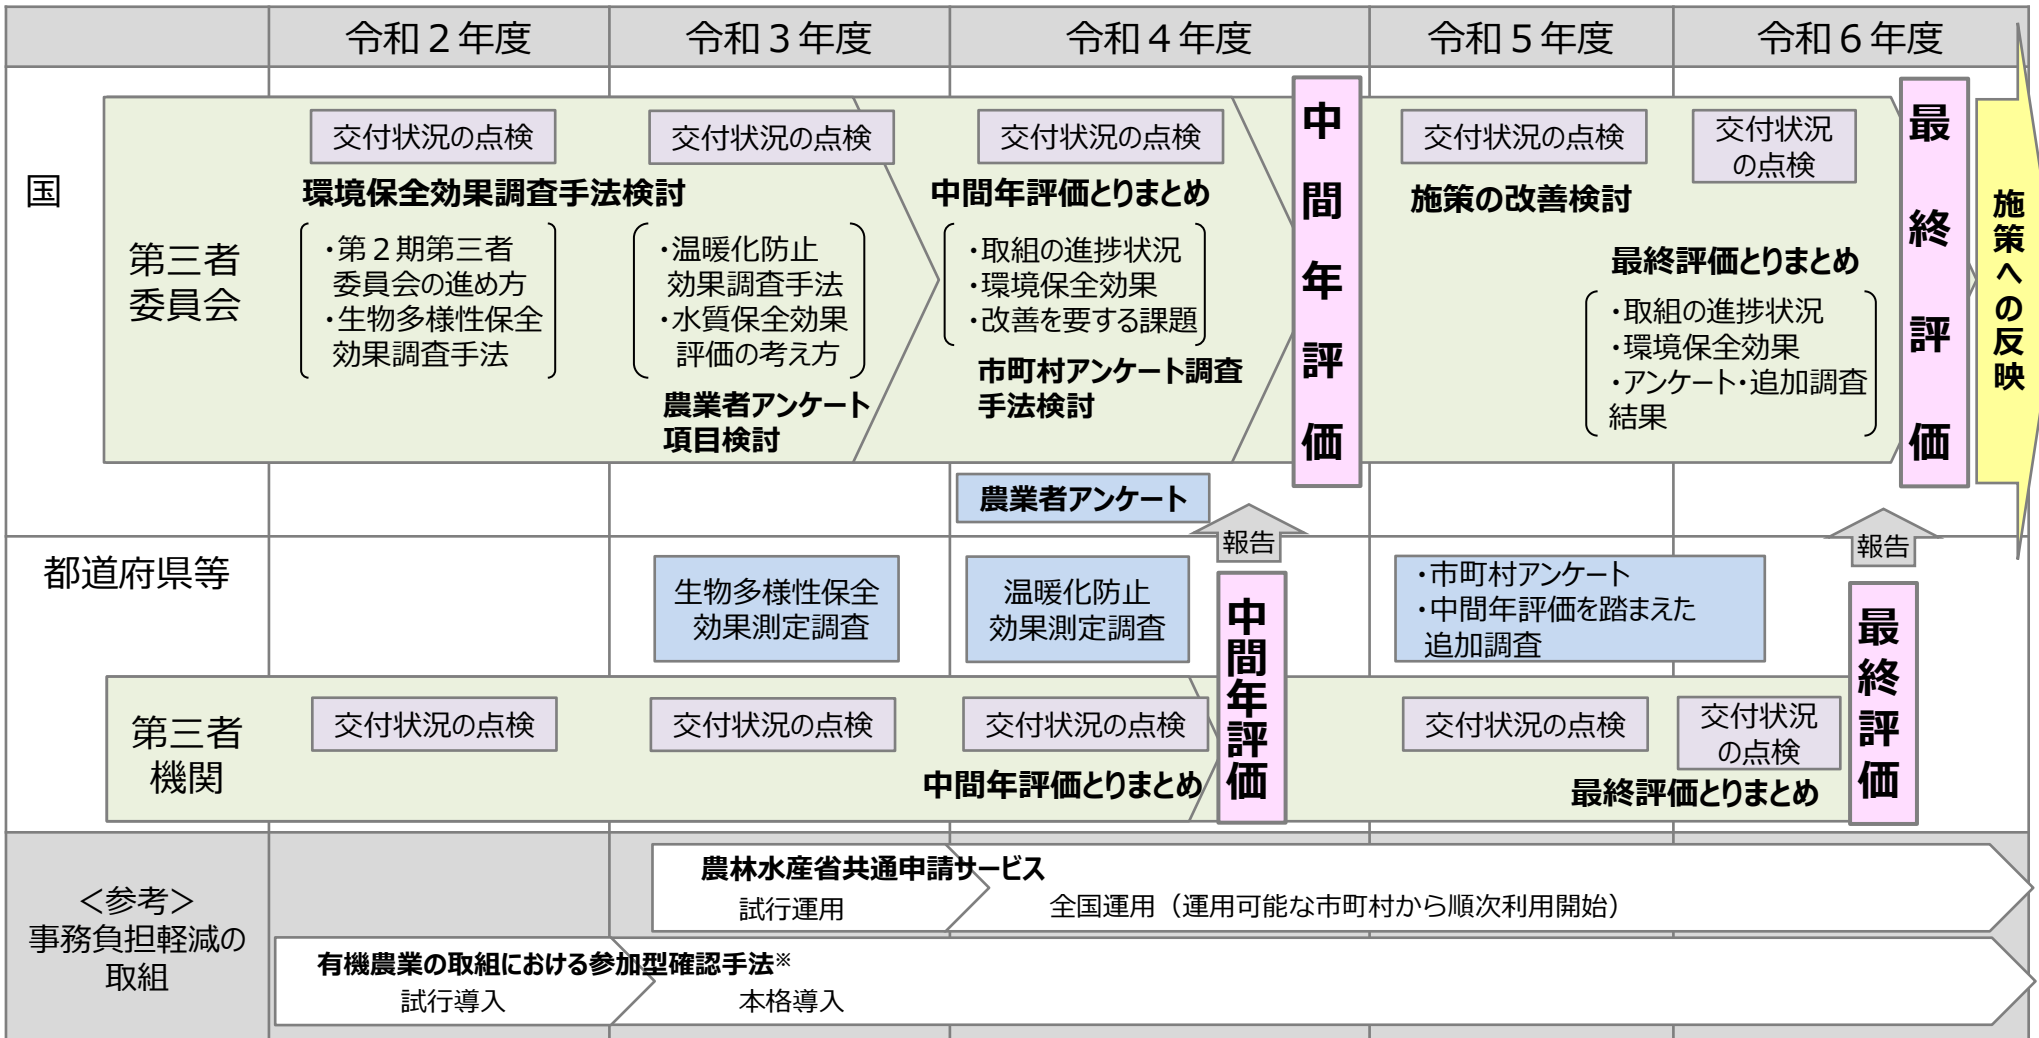 令和２年度
令和３年度
令和４年度
令和５年度
令和６年度
国
第三者
委員会
交付状況の点検
交付状況の点検
交付状況の点検
交付状況の点検
交付状況
の点検
環境保全効果調査手法検討
・第２期第三者
委員会の進め方
・生物多様性保全
効果調査手法
・温暖化防止
効果調査手法
・水質保全効果
評価の考え方
農業者アンケート
項目検討
中間年評価とりまとめ
・取組の進捗状況
・環境保全効果
・改善を要する課題
市町村アンケート調査
手法検討
中間年評価
施策の改善検討
最終評価とりまとめ
・取組の進捗状況
・環境保全効果
・アンケート・追加調査
結果
最終評価
施策への反映
農業者アンケート
報告
報告
都道府県等
生物多様性保全
効果測定調査
温暖化防止
効果測定調査
・市町村アンケート
・中間年評価を踏まえた
追加調査
中間年評価
最終評価
第三者
機関
交付状況の点検
交付状況の点検
交付状況の点検
交付状況の点検
交付状況
の点検
中間年評価とりまとめ
最終評価とりまとめ
＜参考＞
事務負担軽減の
取組
農林水産省共通申請サービス
試行運用
全国運用（運用可能な市町村から順次利用開始）
有機農業の取組における参加型確認手法※
試行導入
本格導入